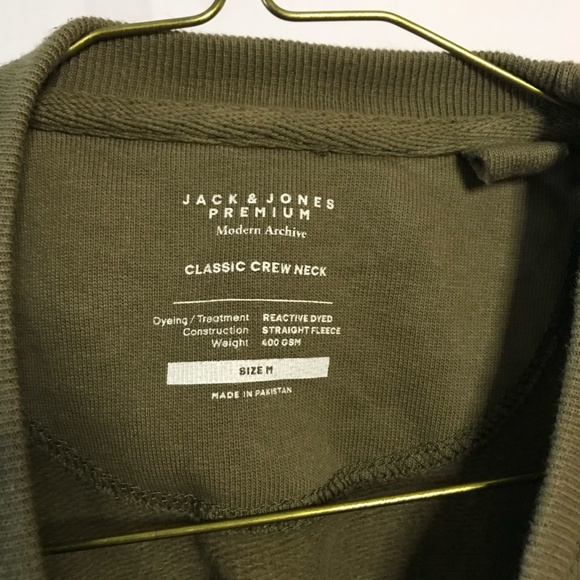 JACK & JONES
PREMIUM
Modern Archive
CLASSIC CREW NECK
Dyeing / Treatment REACTIVE DYED
Construction STRAIGHT FLEECE
Weight 400 GSM
SIZE M
MADE IN PAKISTAN